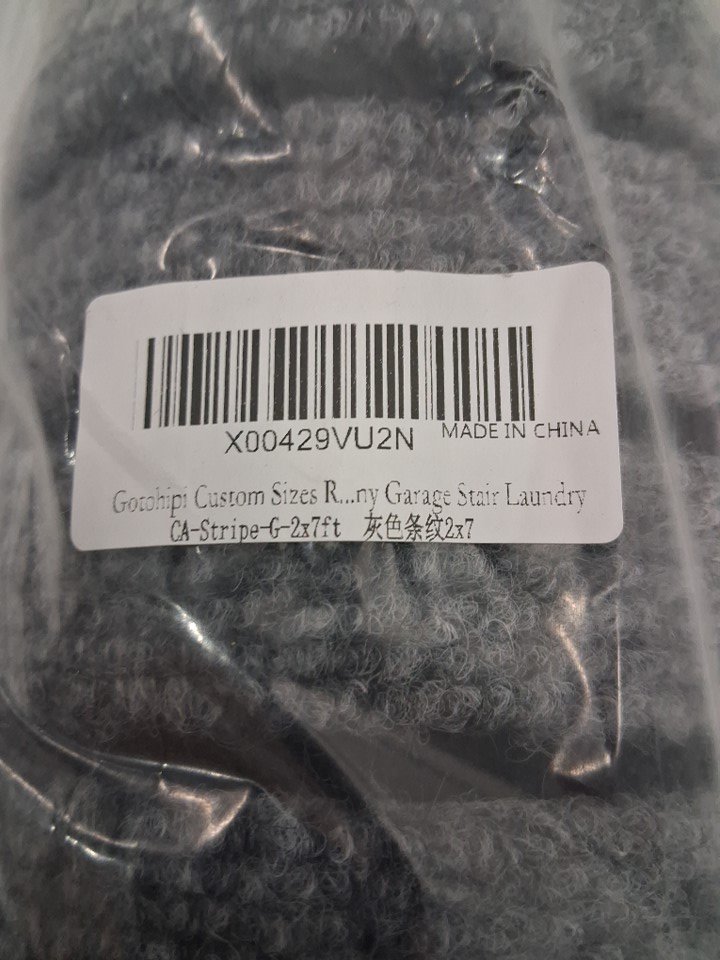 X00429VU2N
MADE IN CHINA
Gotohipi Custom Sizes R...ny Garage Stair Laundry
CA-Stripe-G-2x7ft 灰色条纹2x7